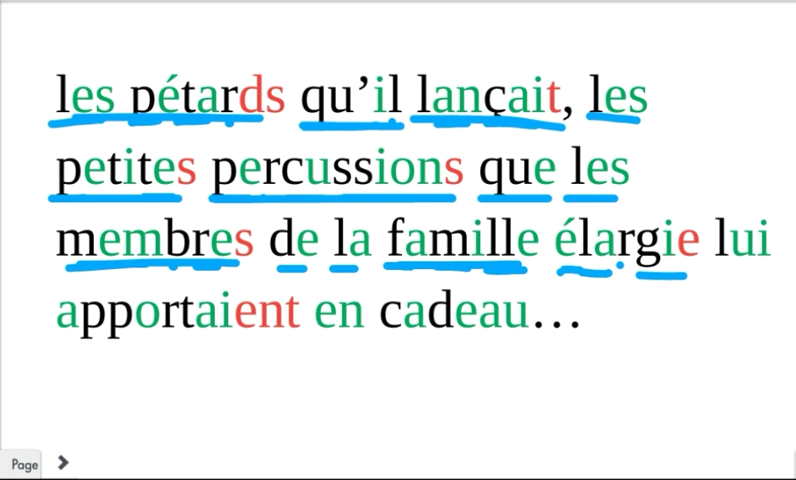 les pétards qu’il lançait, les
petites percussions que les
membres de la famille élargie lui
apportaient en cadeau…
Page